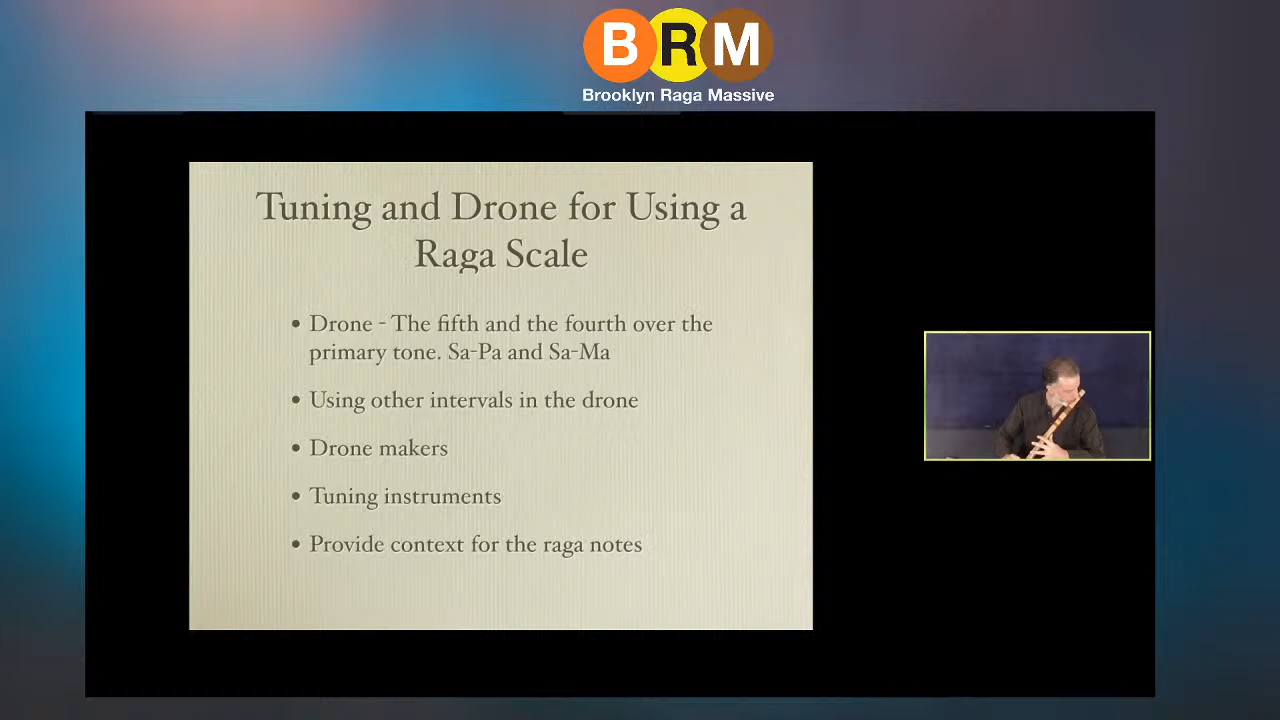 BRM
Brooklyn Raga Massive
Tuning and Drone for Using a
Raga Scale
• Drone - The fifth and the fourth over the
primary tone. Sa-Pa and Sa-Ma
• Using other intervals in the drone
• Drone makers
• Tuning instruments
• Provide context for the raga notes